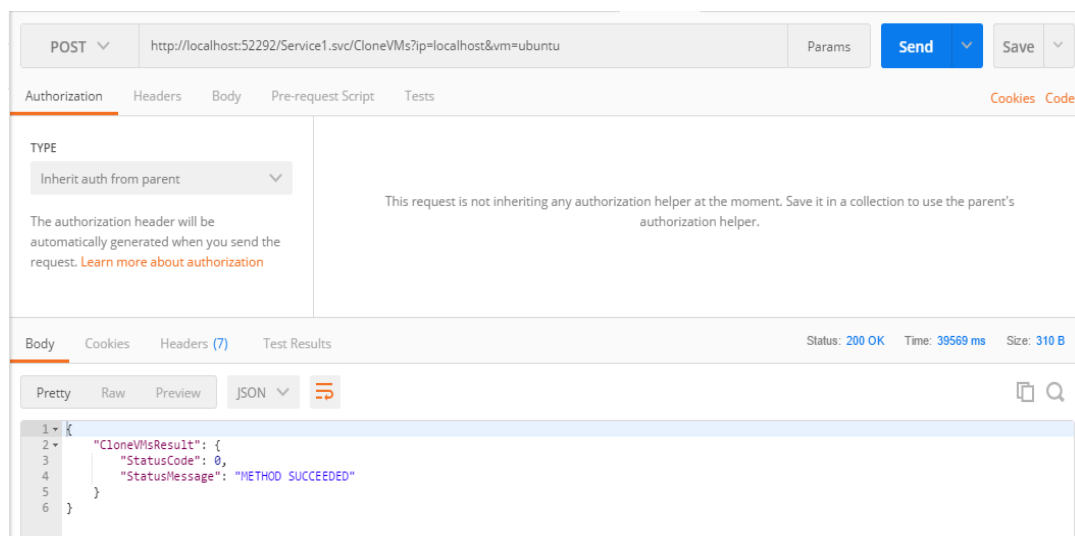 POST http://localhost:52292/Service1.svc/CloneVMs?ip=localhost&vm=ubuntu Params Send Save
Authorization Headers Body Pre-request Script Tests Cookies Code
TYPE
Inherit auth from parent
The authorization header will be
automatically generated when you send the
request. Learn more about authorization
This request is not inheriting any authorization helper at the moment. Save it in a collection to use the parent's
authorization helper.
Body Cookies Headers (7) Test Results Status: 200 OK Time: 39569 ms Size: 310 B
Pretty Raw Preview JSON
1 {
2 "CloneVMsResult": {
3 "StatusCode": 0,
4 "StatusMessage": "METHOD SUCCEEDED"
5 }
6 }